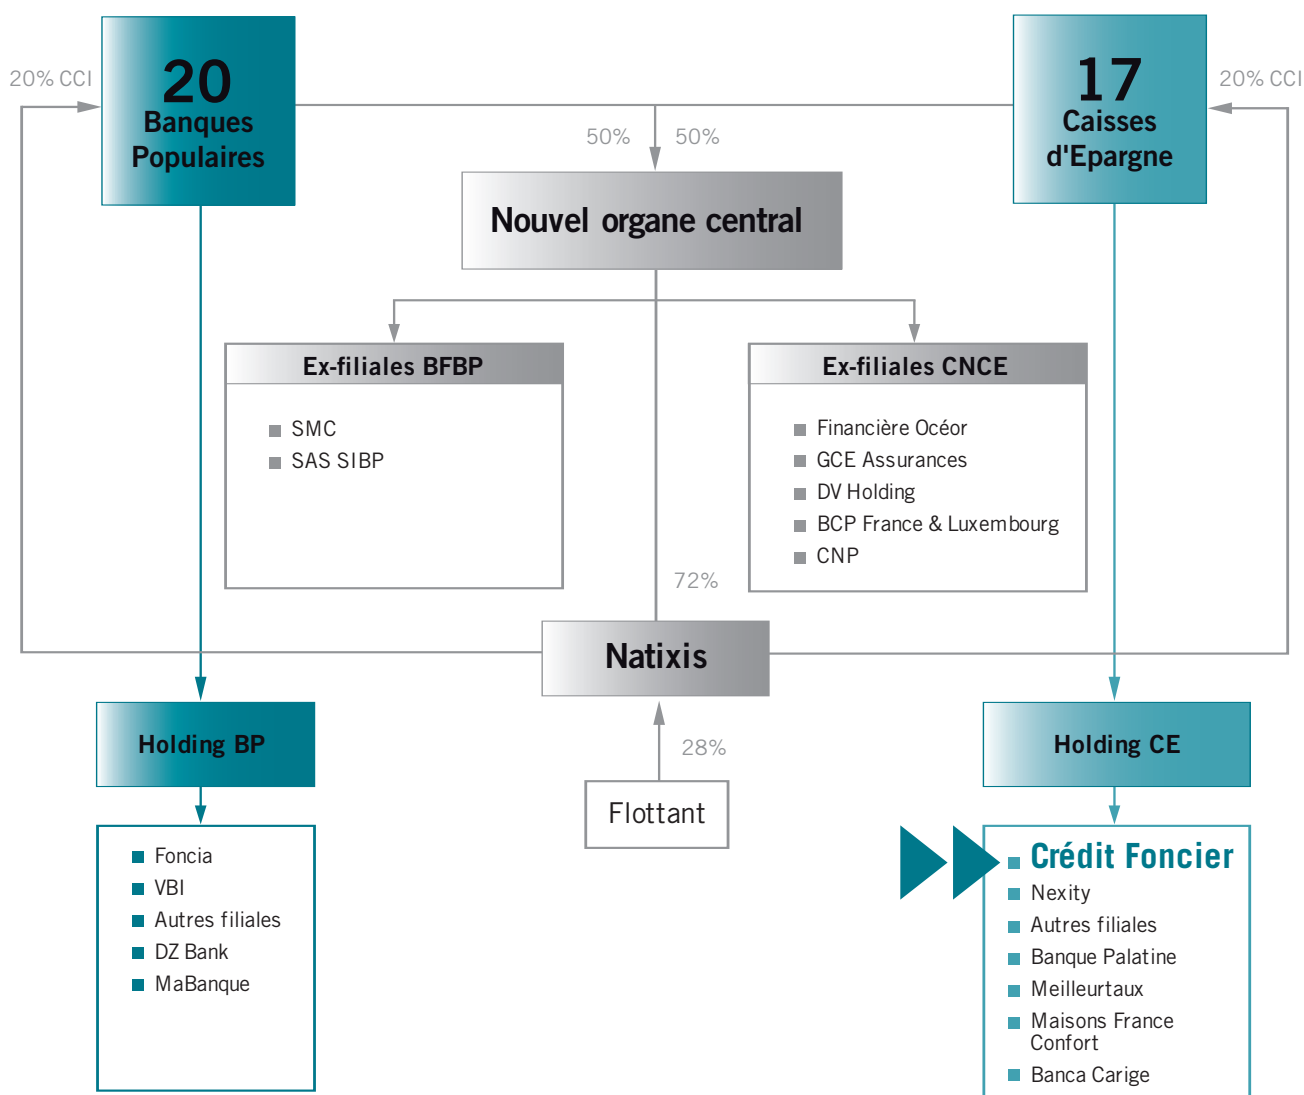 20
Banques
Populaires
17
Caisses
d'Epargne
20% CCI
20% CCI
50%
50%
Nouvel organe central
Ex-filiales BFBP
SMC
SAS SIBP
Ex-filiales CNCE
Financière Océor
GCE Assurances
DV Holding
BCP France & Luxembourg
CNP
72%
Natixis
28%
Flottant
Holding BP
Foncia
VBI
Autres filiales
DZ Bank
MaBanque
Holding CE
Crédit Foncier
Nexity
Autres filiales
Banque Palatine
Meilleurtaux
Maisons France
Confort
Banca Carige